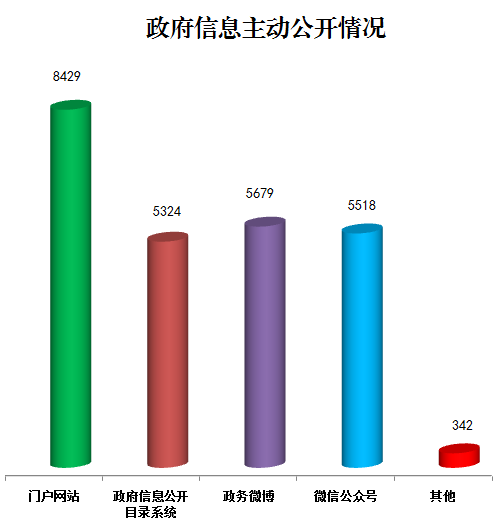 政府信息主动公开情况
8429
5324
5679
5518
342
门户网站
政府信息公开
目录系统
政务微博
微信公众号
其他